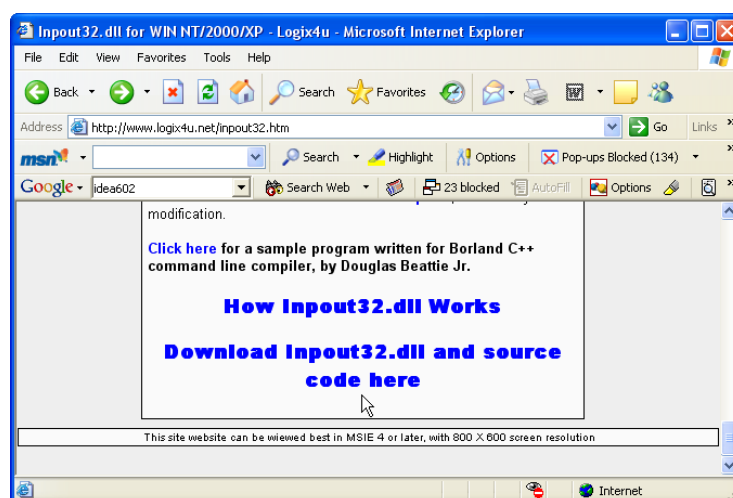 Inpout32.dll for WIN NT/2000/XP - Logix4u - Microsoft Internet Explorer
File Edit View Favorites Tools Help
Back Search Favorites
Address http://www.logix4u.net/inpout32.htm Go Links »
msn Search Highlight Options Pop-ups Blocked (134) »
Google idea602 Search Web 23 blocked AutoFill Options »
modification.
Click here for a sample program written for Borland C++
command line compiler, by Douglas Beattie Jr.
How Inpout32.dll Works
Download Inpout32.dll and source
code here
This site website can be wiewed best in MSIE 4 or later, with 800 X 600 screen resolution
Internet